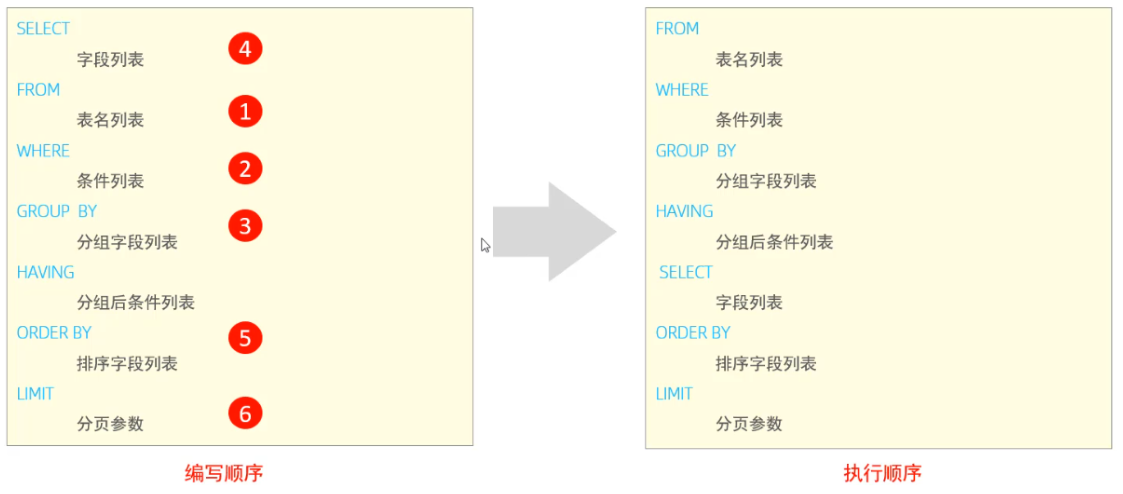 SELECT
字段列表
4
FROM
表名列表
1
WHERE
条件列表
2
GROUP BY
分组字段列表
3
HAVING
分组后条件列表
ORDER BY
排序字段列表
5
LIMIT
分页参数
6
编写顺序
FROM
表名列表
WHERE
条件列表
GROUP BY
分组字段列表
HAVING
分组后条件列表
SELECT
字段列表
ORDER BY
排序字段列表
LIMIT
分页参数
执行顺序